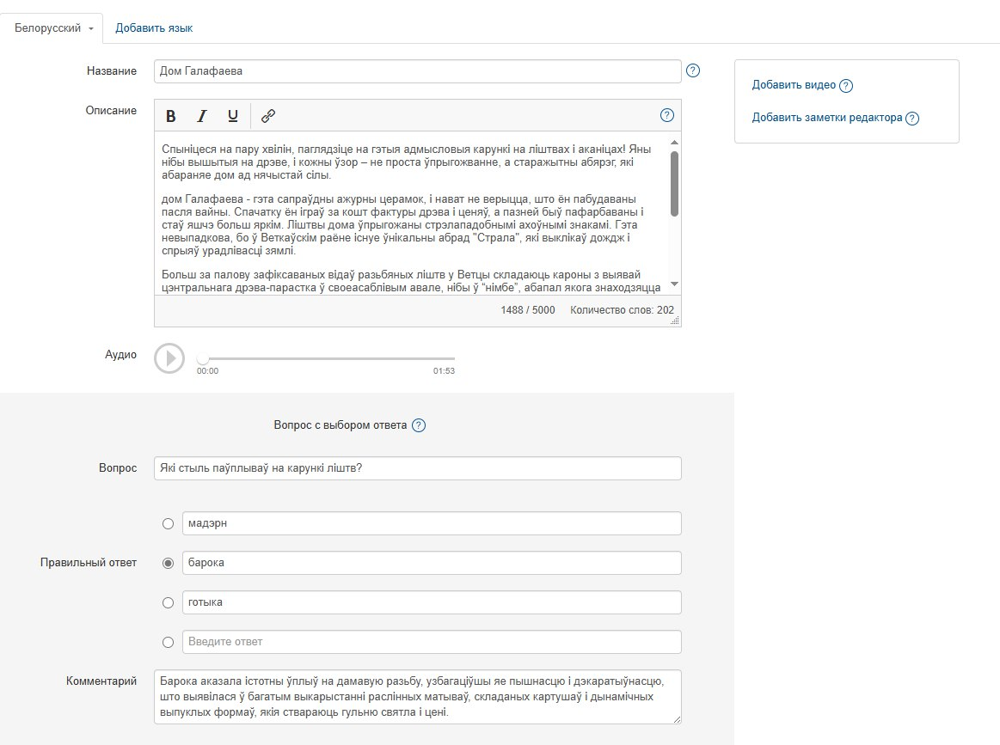 Белорусский
Добавить язык
Название
Дом Галафаева
?
Добавить видео ?
Добавить заметки редактора ?
Описание
B I U
?
Спыніцеся на пару хвілін, паглядзіце на гэтыя адмысловыя карункі на ліштвах і аканіцах! Яны
нібы вышытыя на дрэве, і кожны ўзор – не проста ўпрыгожванне, а старажытны абярэг, які
абараняе дом ад нячыстай сілы.
дом Галафаева - гэта сапраўдны ажурны церамок, і нават не верыцца, што ён пабудаваны
пасля вайны. Спачатку ён іграў за кошт фактуры дрэва і ценяў, а пазней быў пафарбаваны і
стаў яшчэ больш яркім. Ліштвы дома ўпрыгожаны стрэлападобнымі ахоўнымі знакамі. Гэта
невыпадкова, бо ў Веткаўскім раёне існуе ўнікальны абрад "Страла", які выклікаў дождж і
спрыяў урадлівасці зямлі.
Больш за палову зафіксаваных відаў разьбяных ліштв у Ветцы складаюць кароны з выявай
цэнтральнага дрэва-парастка ў своеасаблівым авале, нібы ў “німбе”, абапал якога знаходзяцца
1488 / 5000 Количество слов: 202
Аудио
00:00
01:53
Вопрос с выбором ответа ?
Вопрос
Які стыль паўплываў на карункі ліштв?
мадэрн
Правильный ответ
барока
готыка
Введите ответ
Комментарий
Барока аказала істотны ўплыў на дамавую разьбу, узбагаціўшы яе пышнасцю і дэкаратыўнасцю,
што выявілася ў багатым выкарыстанні раслінных матываў, складаных картушаў і дынамічных
выпуклых формаў, якія ствараюць гульню святла і цені.